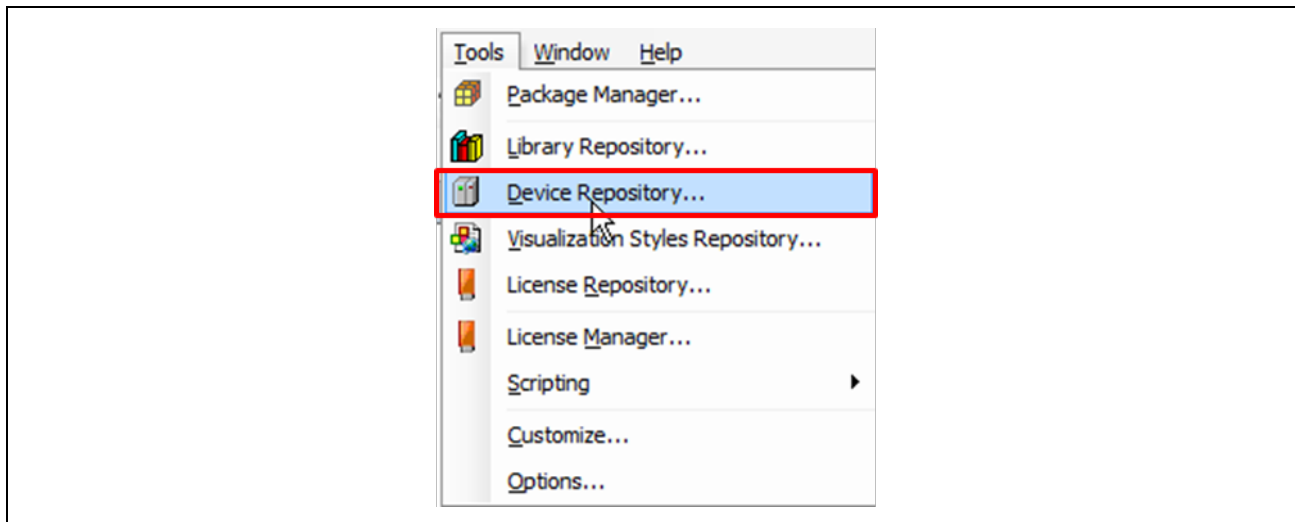 Tools Window Help
Package Manager...
Library Repository...
Device Repository...
Visualization Styles Repository...
License Repository...
License Manager...
Scripting
Customize...
Options...